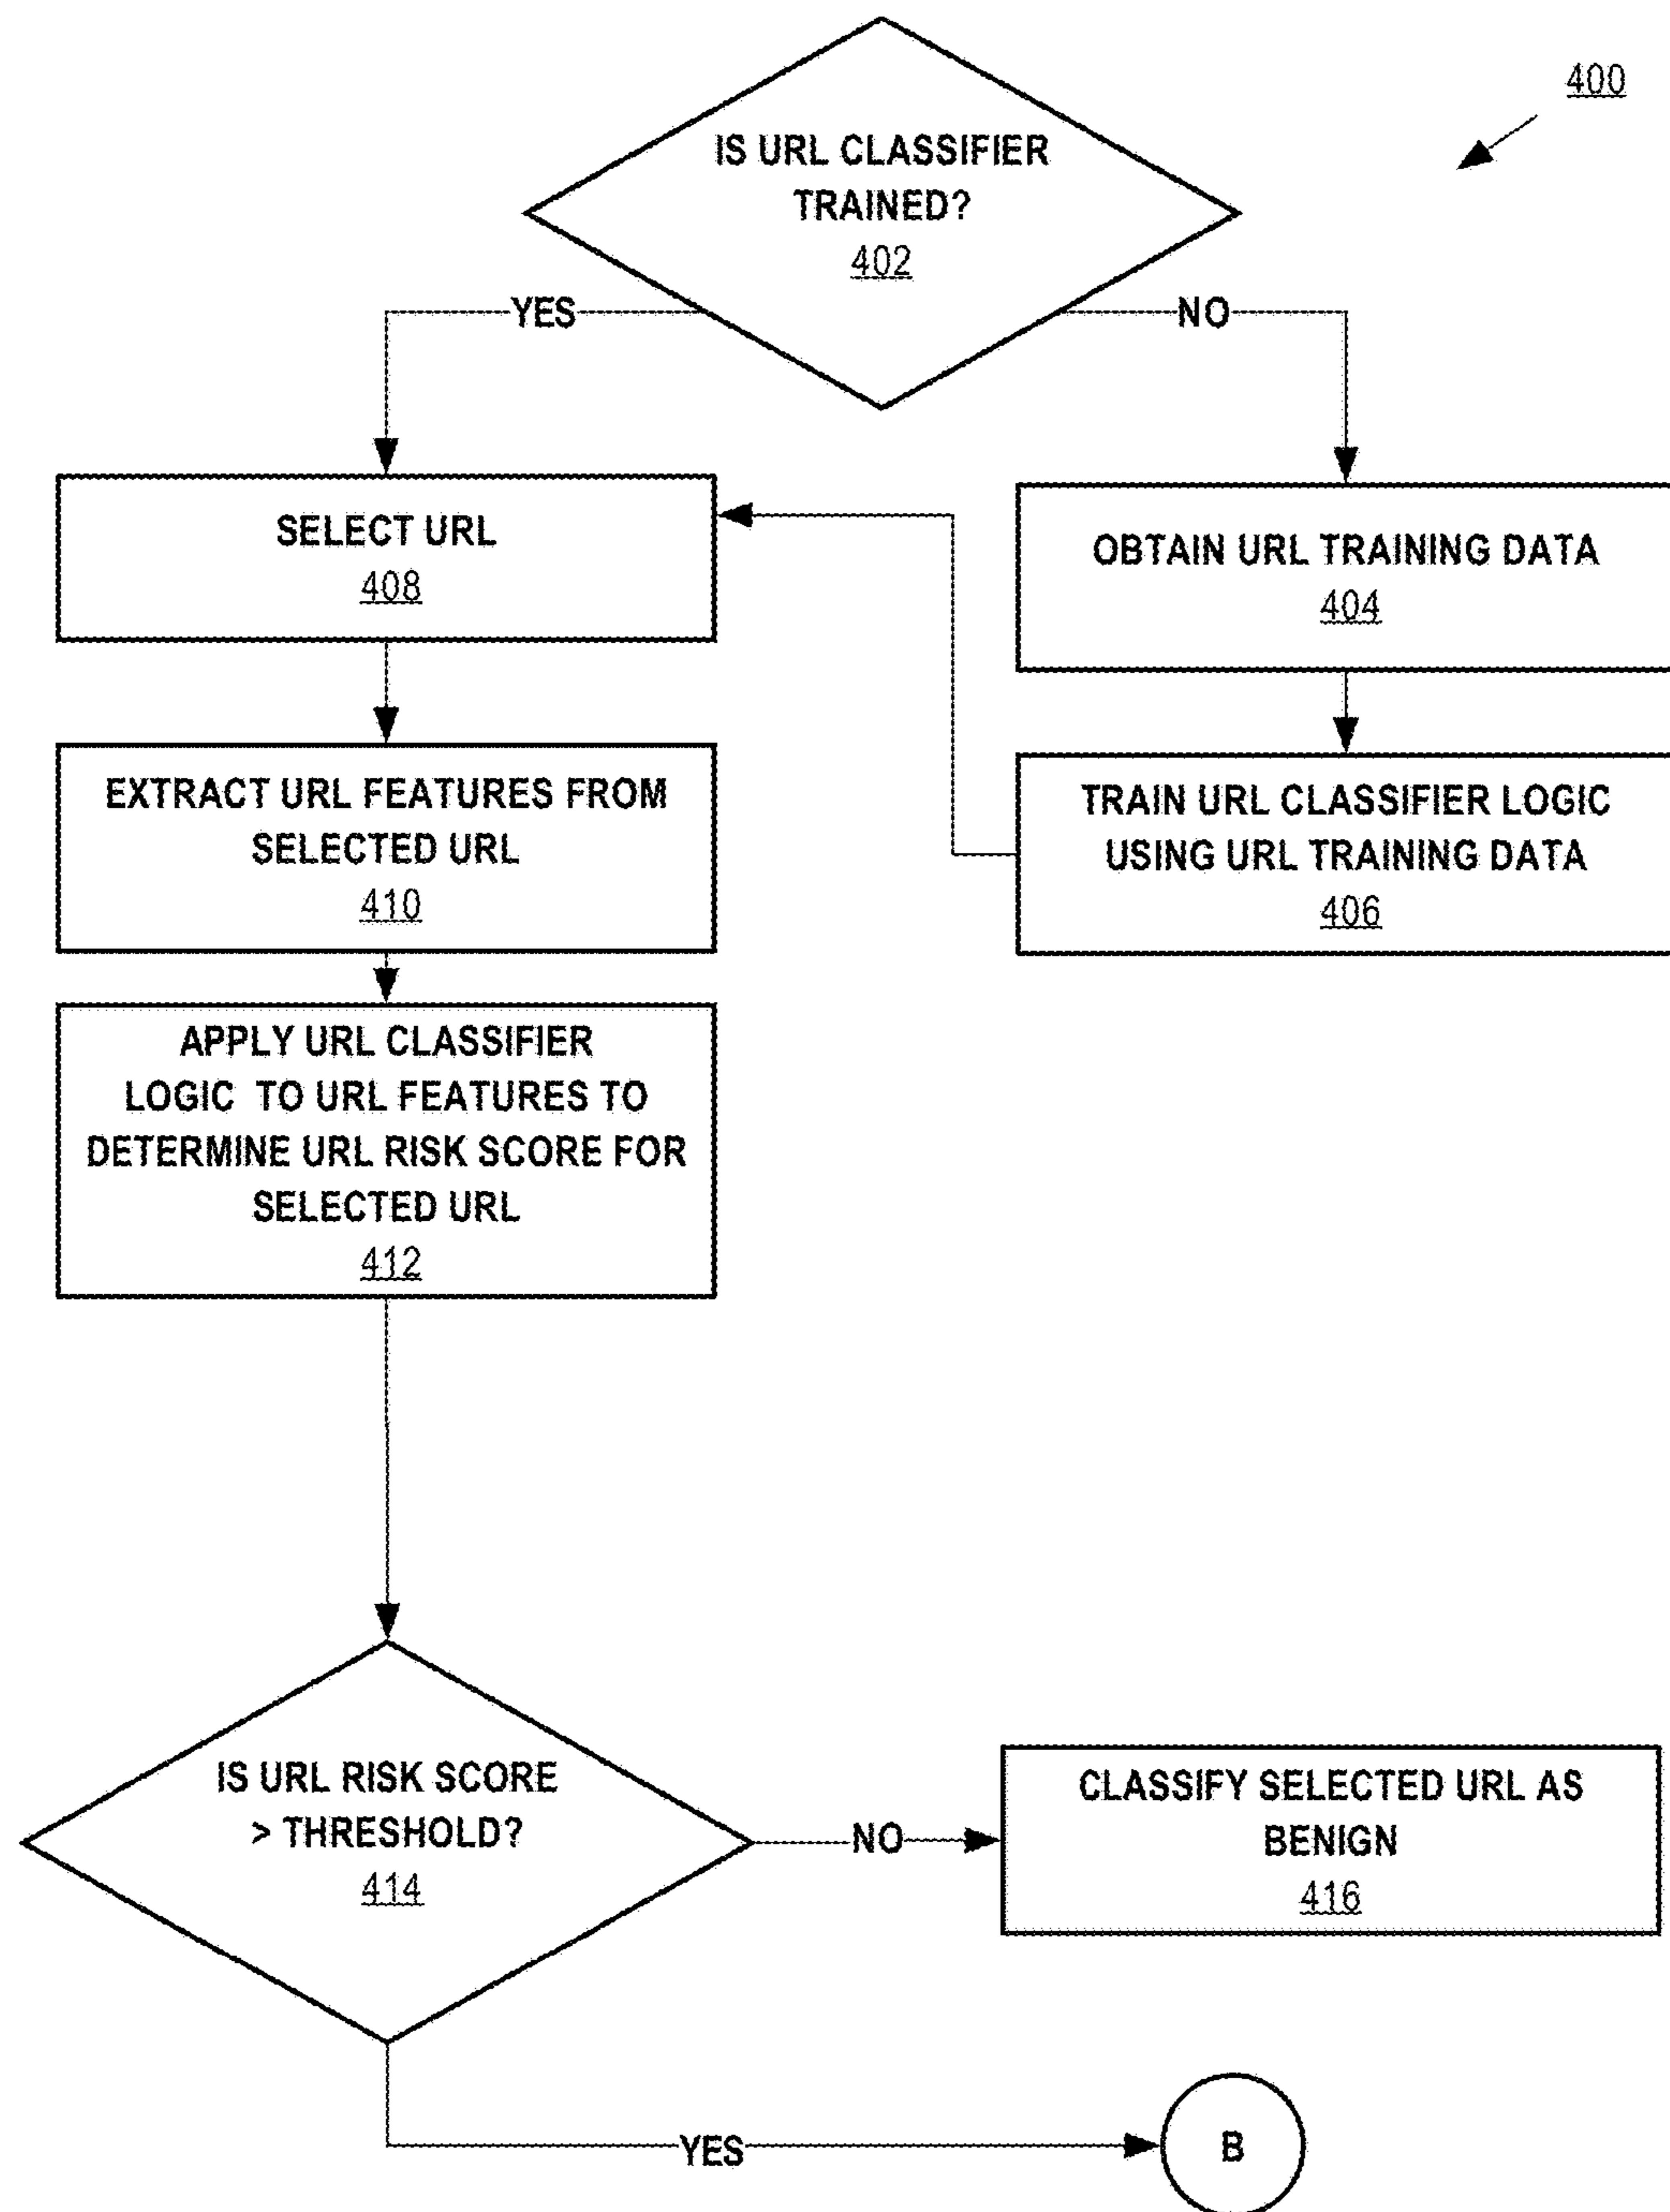 400
IS URL CLASSIFIER
TRAINED?
402
YES
NO
SELECT URL
408
OBTAIN URL TRAINING DATA
404
EXTRACT URL FEATURES FROM
SELECTED URL
410
TRAIN URL CLASSIFIER LOGIC
USING URL TRAINING DATA
406
APPLY URL CLASSIFIER
LOGIC TO URL FEATURES TO
DETERMINE URL RISK SCORE FOR
SELECTED URL
412
IS URL RISK SCORE
> THRESHOLD?
414
NO
CLASSIFY SELECTED URL AS
BENIGN
416
YES
B